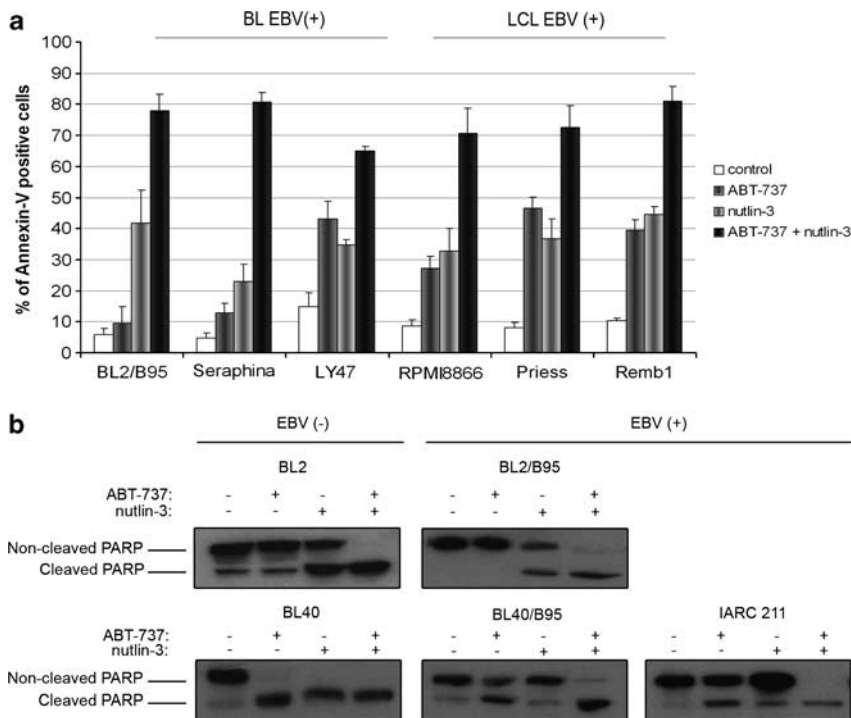 a
BL EBV(+) LCL EBV (+)
100
90
80
70
60
50
40
30
20
10
0
% of Annexin-V positive cells
BL2/B95 Seraphina LY47 RPMI8866 Priess Remb1
control
ABT-737
nutlin-3
ABT-737 + nutlin-3
b
EBV (-) EBV (+)
BL2 BL2/B95
ABT-737: - + - + - + - +
nutlin-3: - - + + - - + +
Non-cleaved PARP
Cleaved PARP
BL40 BL40/B95 IARC 211
ABT-737: - + - + - + - + - + - +
nutlin-3: - - + + - - + + - - + +
Non-cleaved PARP
Cleaved PARP